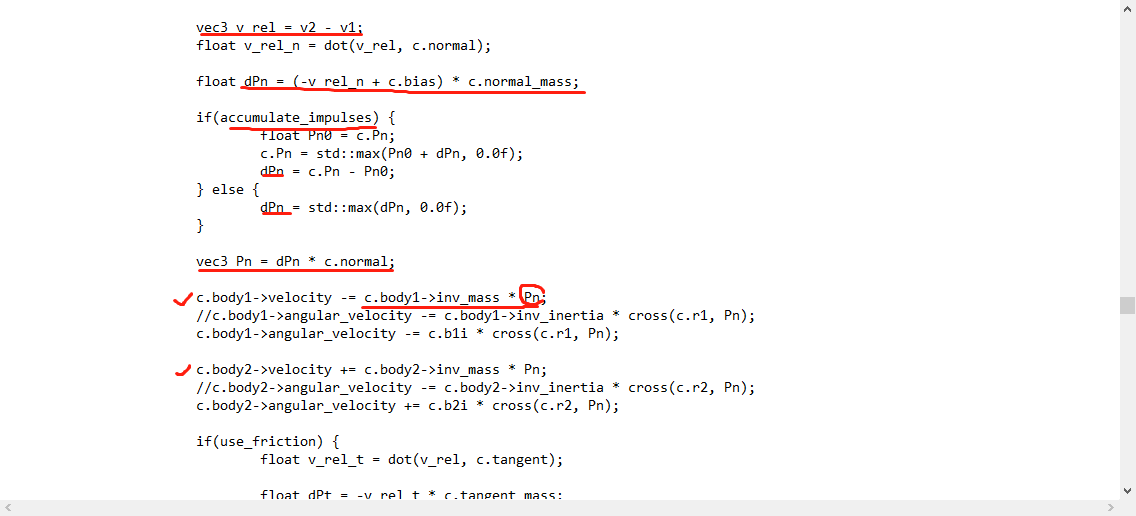 vec3 v_rel = v2 - v1;
float v_rel_n = dot(v_rel, c.normal);
float dPn = (-v_rel_n + c.bias) * c.normal_mass;
if(accumulate_impulses) {
float Pn0 = c.Pn;
c.Pn = std::max(Pn0 + dPn, 0.0f);
dPn = c.Pn - Pn0;
} else {
dPn = std::max(dPn, 0.0f);
}
vec3 Pn = dPn * c.normal;
c.body1->velocity -= c.body1->inv_mass * Pn;
//c.body1->angular_velocity -= c.body1->inv_inertia * cross(c.r1, Pn);
c.body1->angular_velocity -= c.b1i * cross(c.r1, Pn);
c.body2->velocity += c.body2->inv_mass * Pn;
//c.body2->angular_velocity -= c.body2->inv_inertia * cross(c.r2, Pn);
c.body2->angular_velocity += c.b2i * cross(c.r2, Pn);
if(use_friction) {
float v_rel_t = dot(v_rel, c.tangent);
float dPt = -v_rel_t * c.tangent_mass;